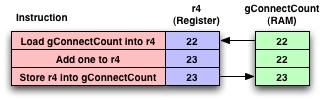 Instruction r4 (Register) gConnectCount (RAM)
Load gConnectCount into r4 22 22
Add one to r4 23 22
Store r4 into gConnectCount 23 23